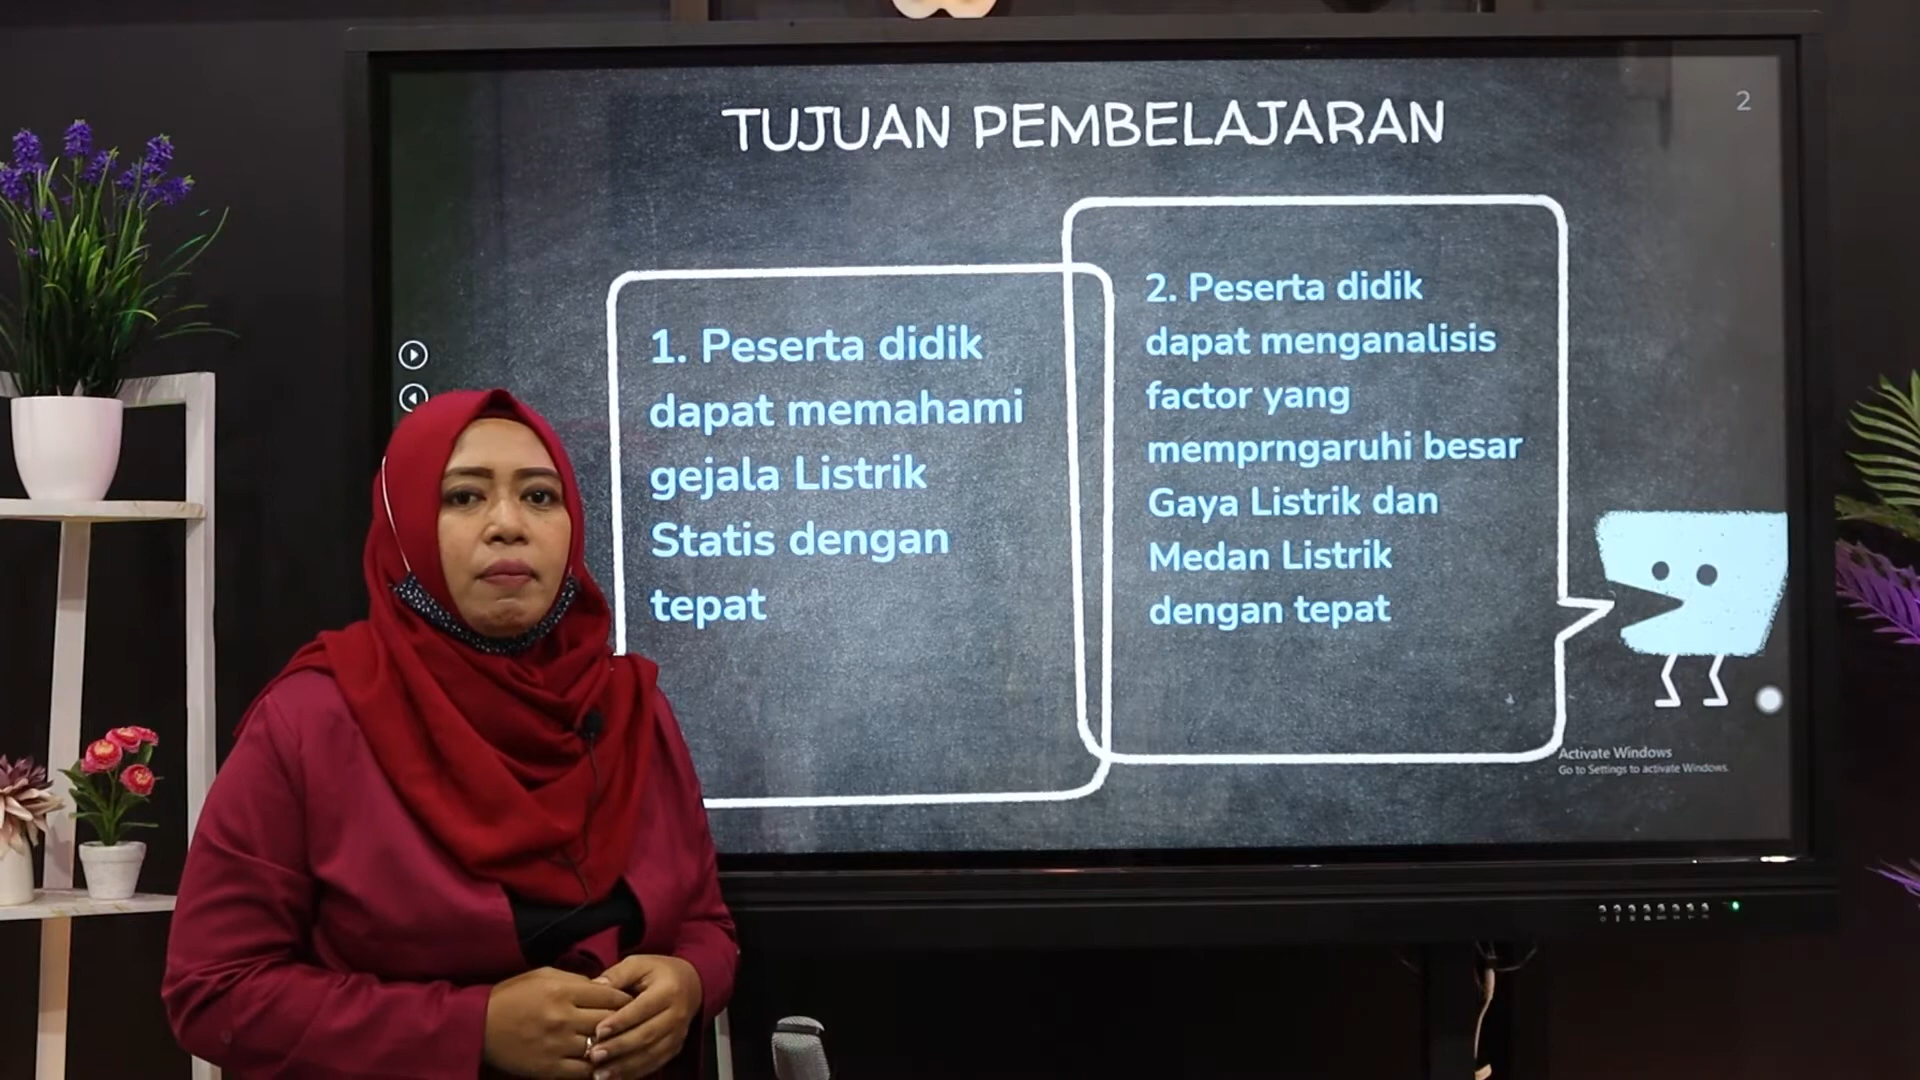 TUJUAN PEMBELAJARAN
2
1. Peserta didik
dapat memahami
gejala Listrik
Statis dengan
tepat
2. Peserta didik
dapat menganalisis
factor yang
memprngaruhi besar
Gaya Listrik dan
Medan Listrik
dengan tepat
Activate Windows
Go to Settings to activate Windows.